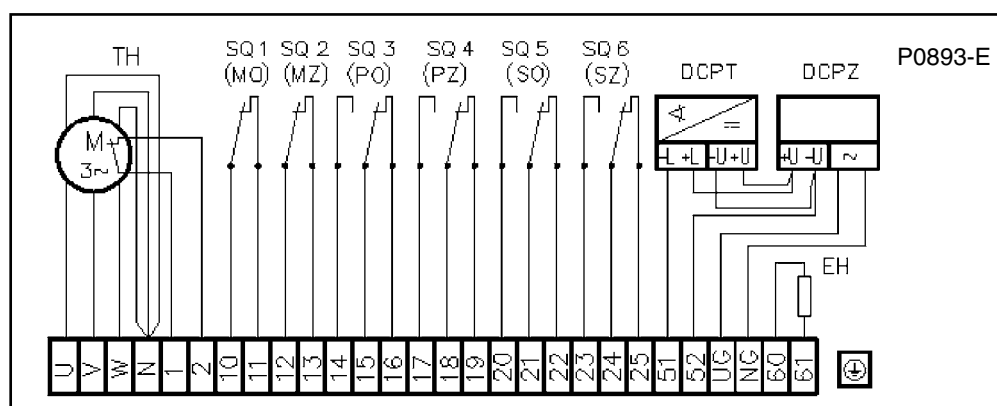 P0893-E
TH
SQ 1 SQ 2 SQ 3 SQ 4 SQ 5 SQ 6
(MO) (MZ) (PO) (PZ) (SO) (SZ)
DCPT DCPZ
M
3~
∢ =
-L +L -U +U
+U -U ~
EH
U V W N 1 2 10 11 12 13 14 15 16 17 18 19 20 21 22 23 24 25 51 52 UG NG 60 61